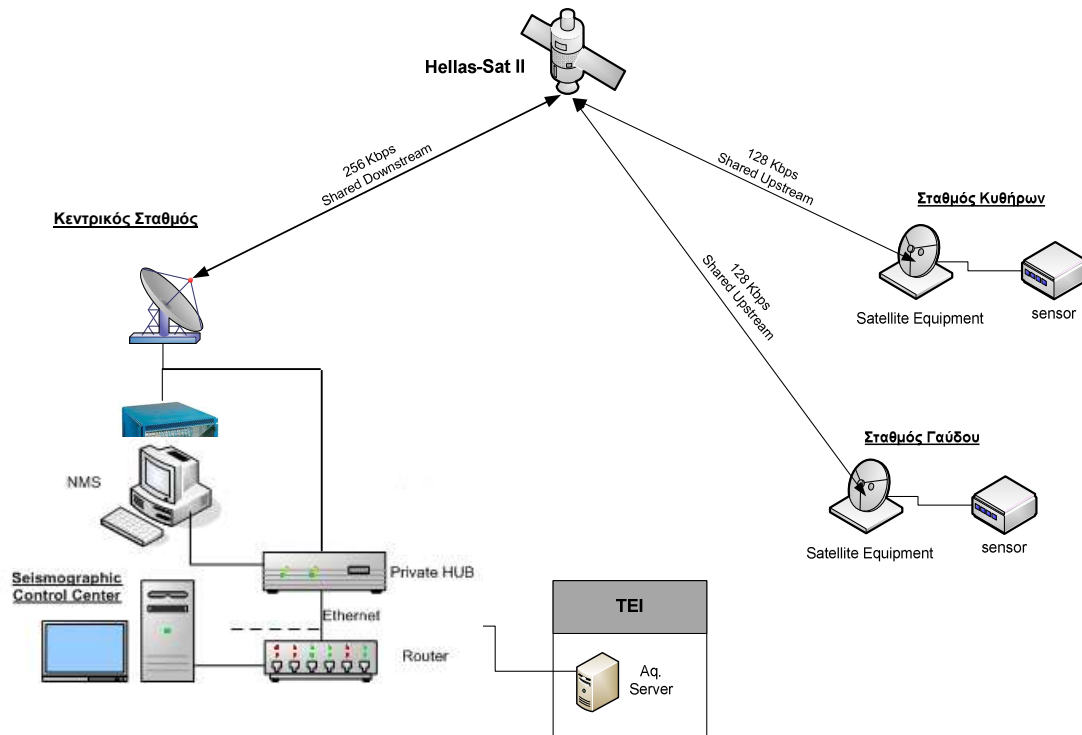 Hellas-Sat II
256 Kbps
Shared Downstream
128 Kbps
Shared Upstream
128 Kbps
Shared Upstream
Κεντρικός Σταθμός
Σταθμός Κυθήρων
Satellite Equipment
sensor
Σταθμός Γαύδου
Satellite Equipment
sensor
NMS
Private HUB
Seismographic
Control Center
Ethernet
Router
TEI
Aq.
Server